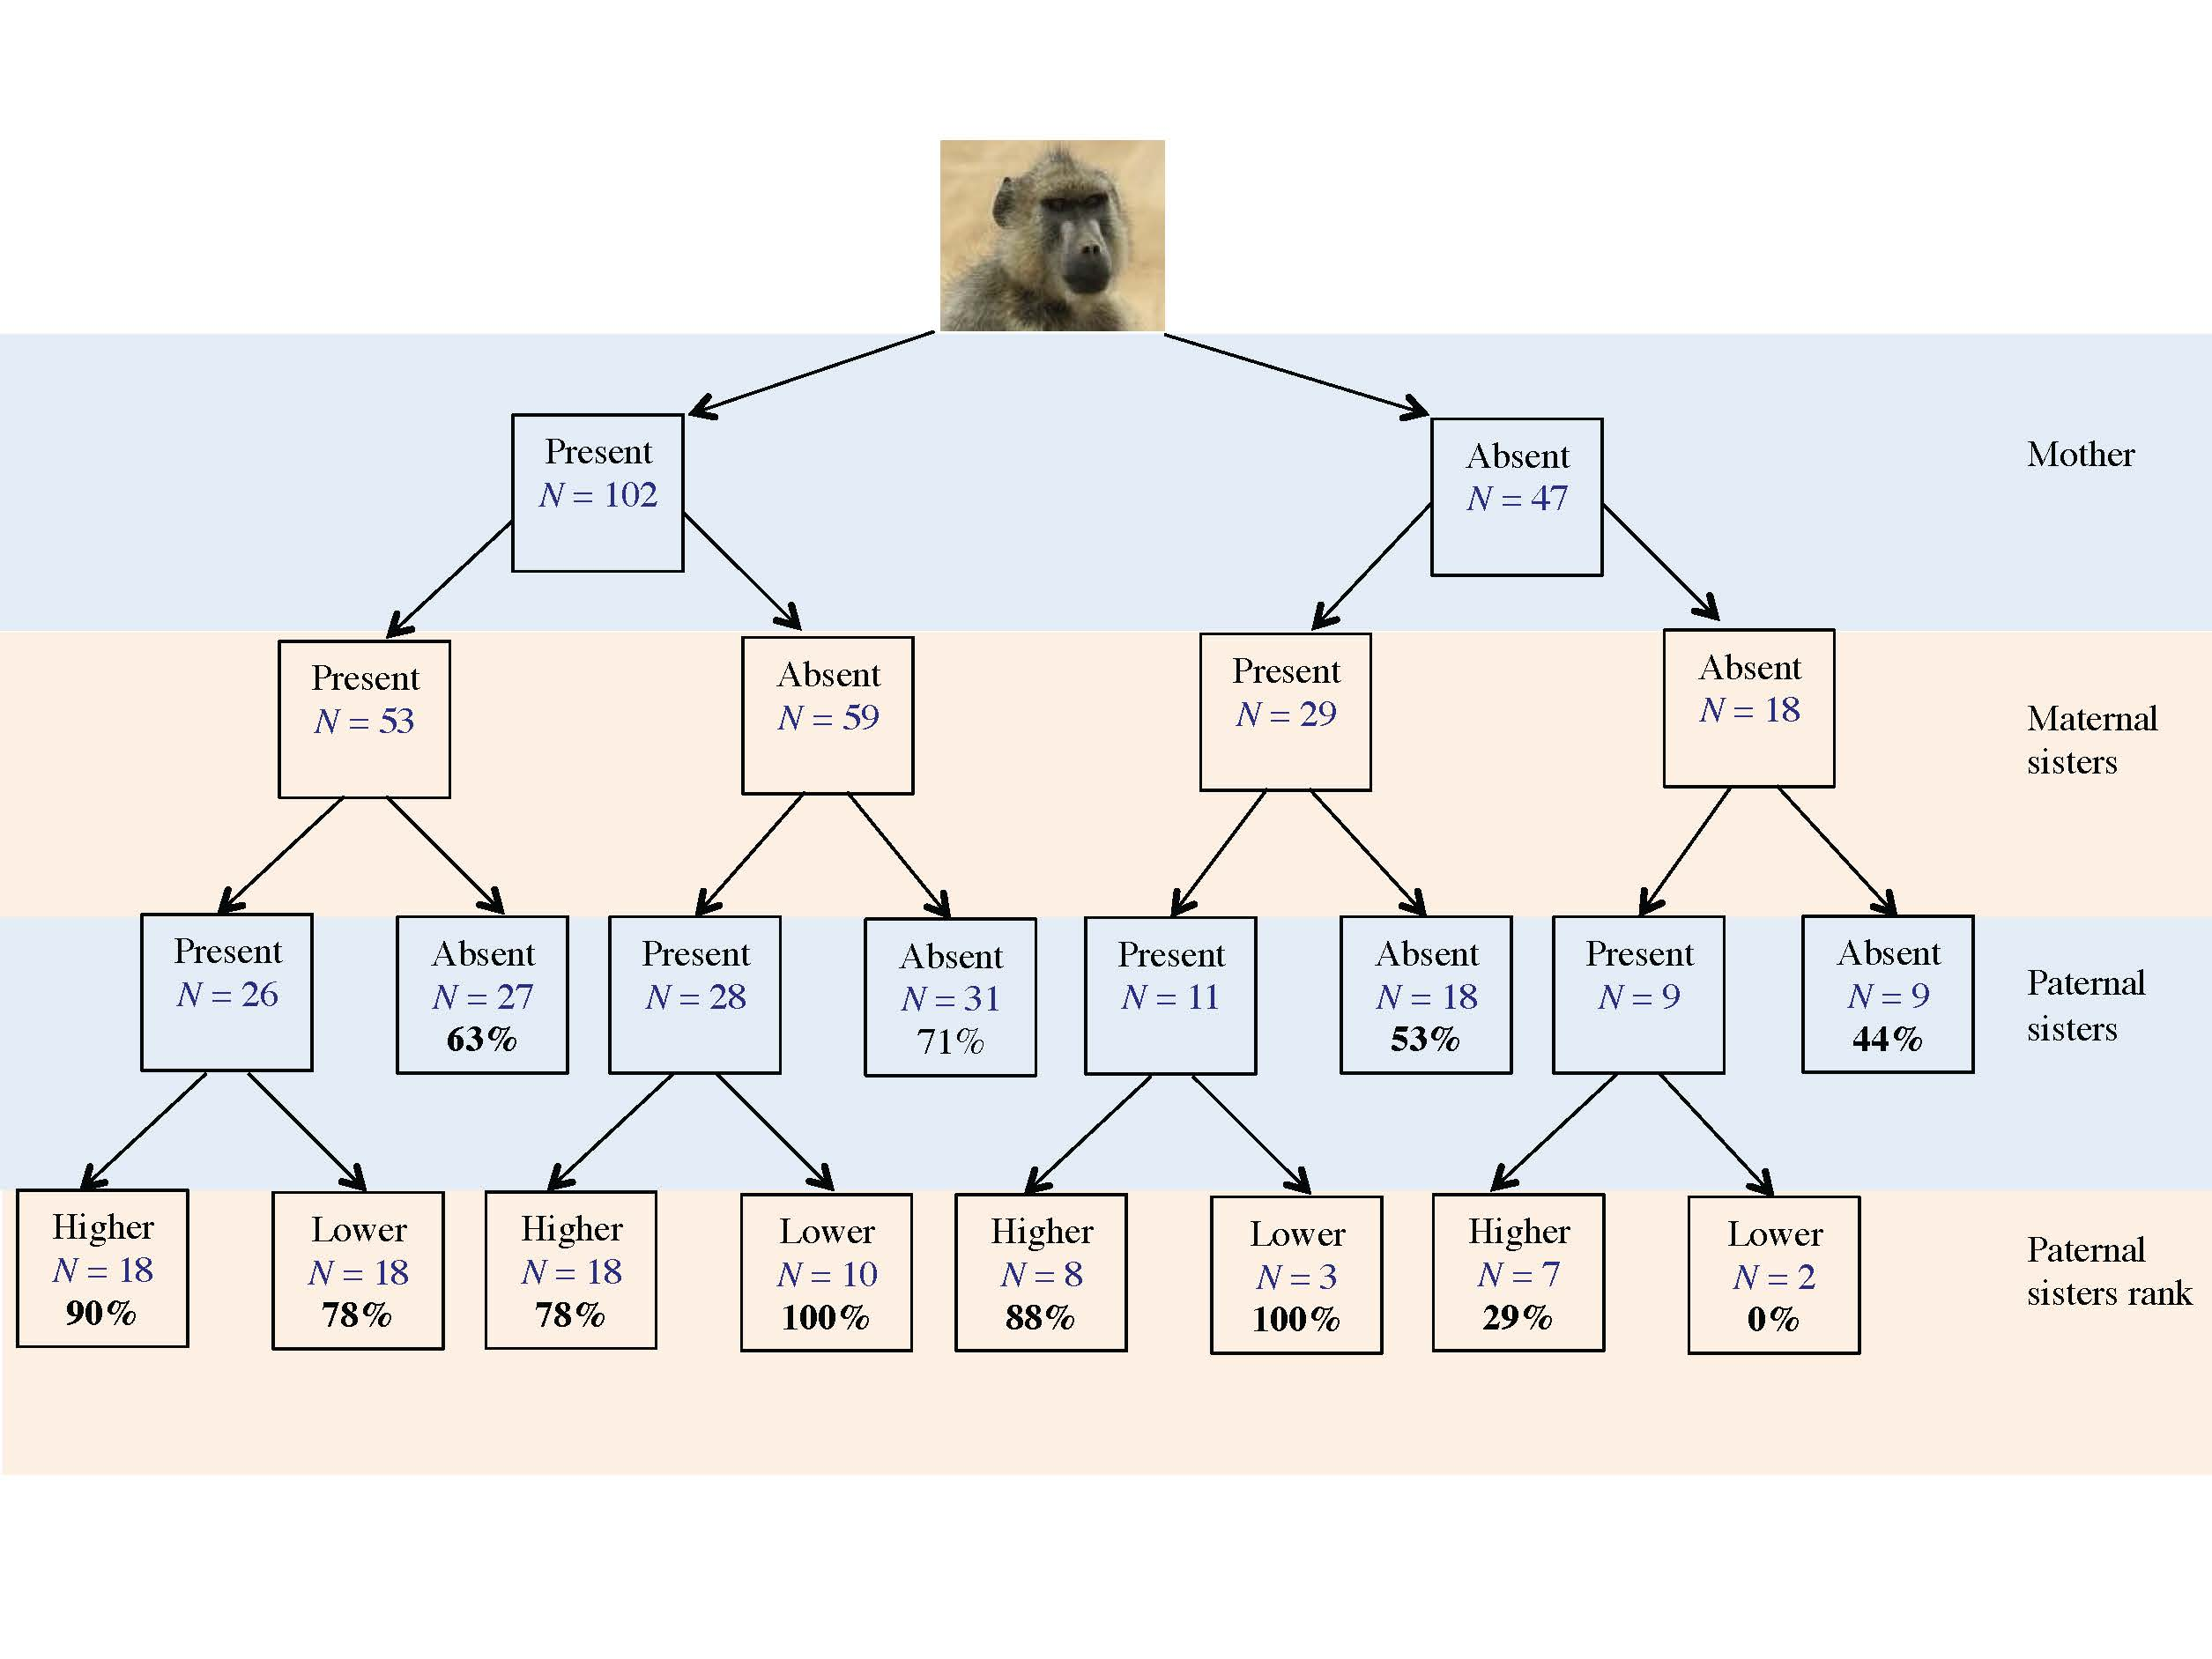 Present
N = 102
Absent
N = 47
Mother
Present
N = 53
Absent
N = 59
Present
N = 29
Absent
N = 18
Maternal
sisters
Present
N = 26
Absent
N = 27
63%
Present
N = 28
Absent
N = 31
71%
Present
N = 11
Absent
N = 18
53%
Present
N = 9
Absent
N = 9
44%
Paternal
sisters
Higher
N = 18
90%
Lower
N = 18
78%
Higher
N = 18
78%
Lower
N = 10
100%
Higher
N = 8
88%
Lower
N = 3
100%
Higher
N = 7
29%
Lower
N = 2
0%
Paternal
sisters rank